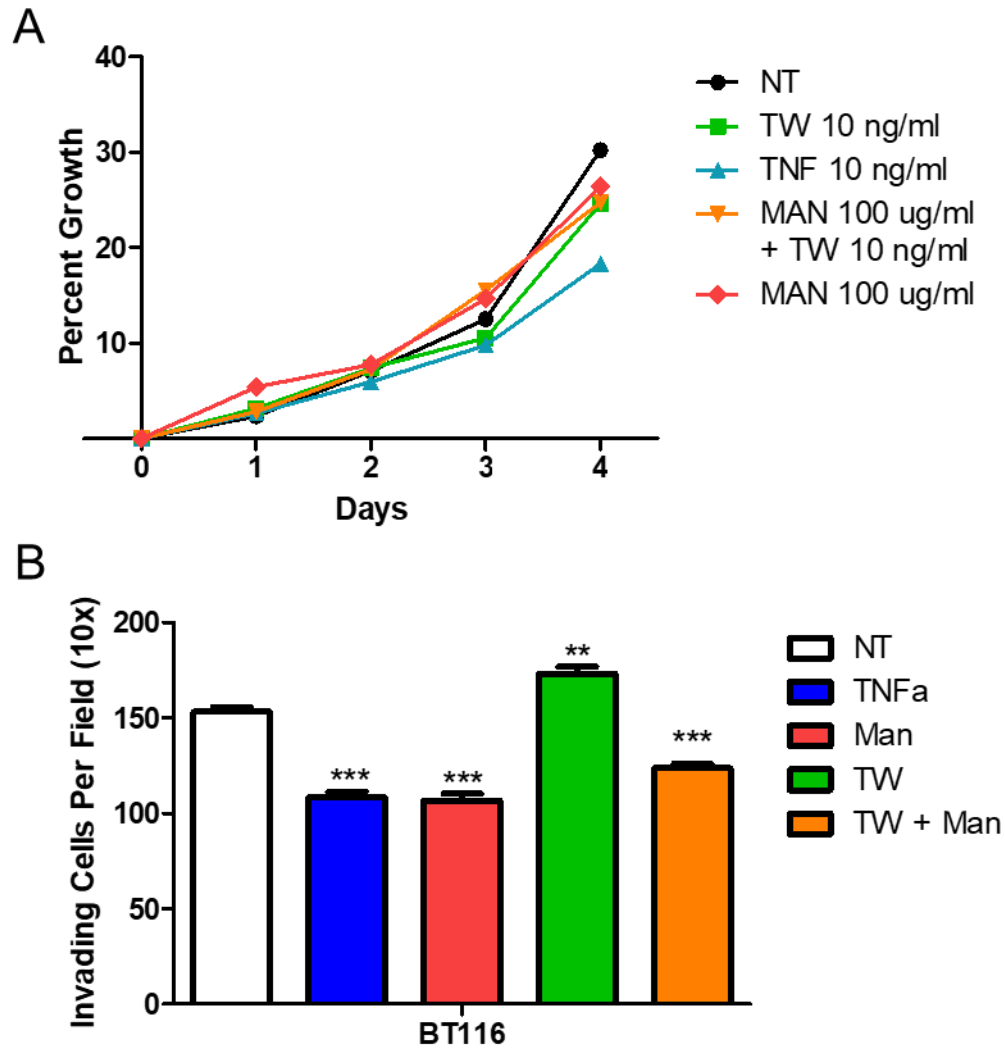 A
Percent Growth
40
30
20
10
0 1 2 3 4
Days
NT
TW 10 ng/ml
TNF 10 ng/ml
MAN 100 ug/ml
+ TW 10 ng/ml
MAN 100 ug/ml
B
Invading Cells Per Field (10x)
200
150
100
50
0
***
***
**
***
BT116
NT
TNFa
Man
TW
TW + Man